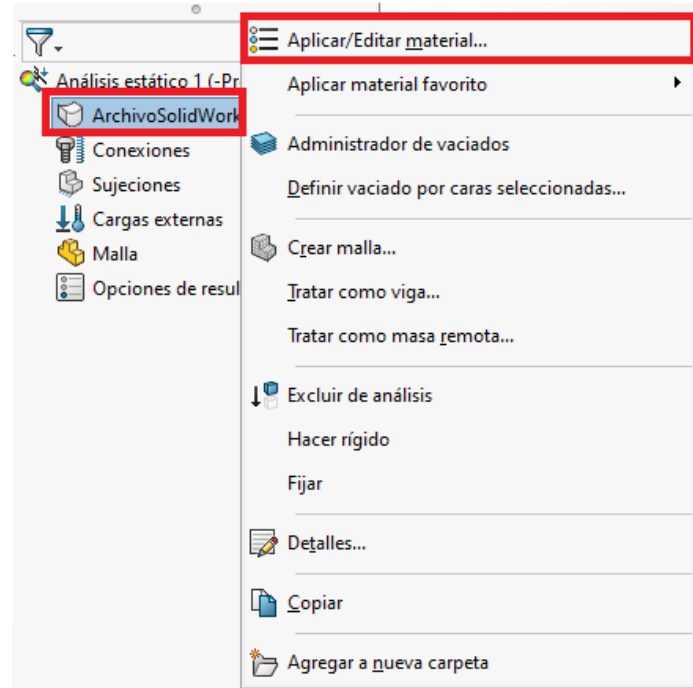 Aplicar/Editar material...
Análisis estático 1 (-Pr
Aplicar material favorito
ArchivoSolidWork
Conexiones
Administrador de vaciados
Sujeciones
Definir vaciado por caras seleccionadas...
Cargas externas
Malla
Crear malla...
Opciones de resul
Tratar como viga...
Tratar como masa remota...
Excluir de análisis
Hacer rígido
Fijar
Detalles...
Copiar
Agregar a nueva carpeta